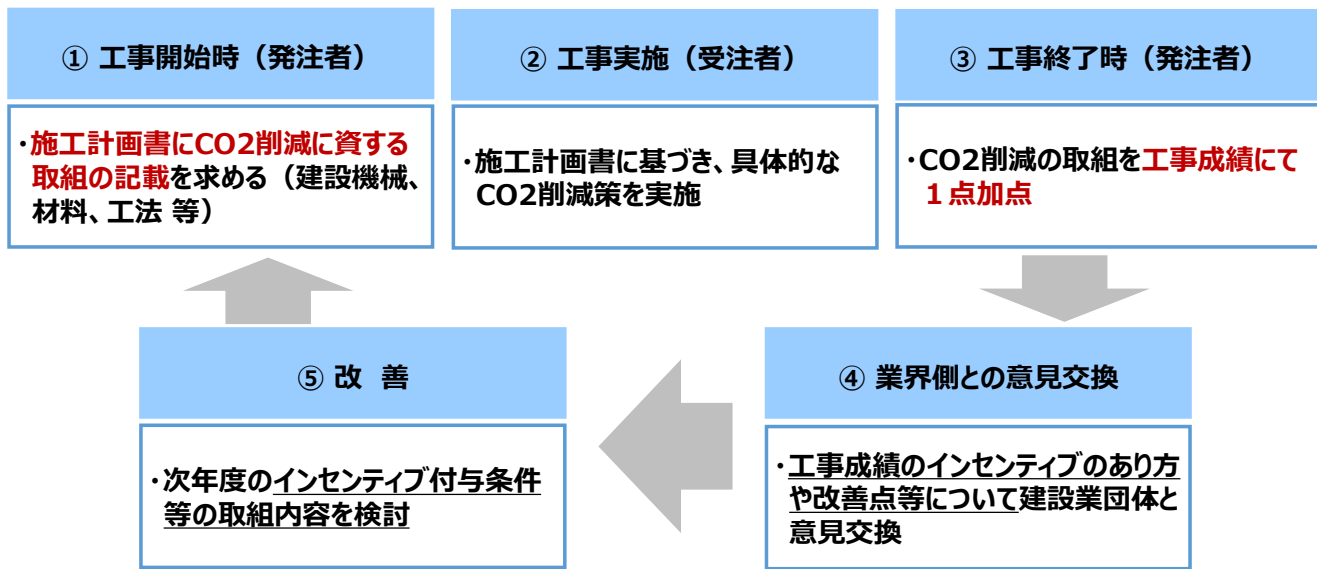 ① 工事開始時（発注者）
・施工計画書にCO2削減に資する
取組の記載を求める（建設機械、
材料、工法 等）
② 工事実施（受注者）
・施工計画書に基づき、具体的な
CO2削減策を実施
③ 工事終了時（発注者）
・CO2削減の取組を工事成績にて
１点加点
④ 業界側との意見交換
・工事成績のインセンティブのあり方
や改善点等について建設業団体と
意見交換
⑤ 改 善
・次年度のインセンティブ付与条件
等の取組内容を検討